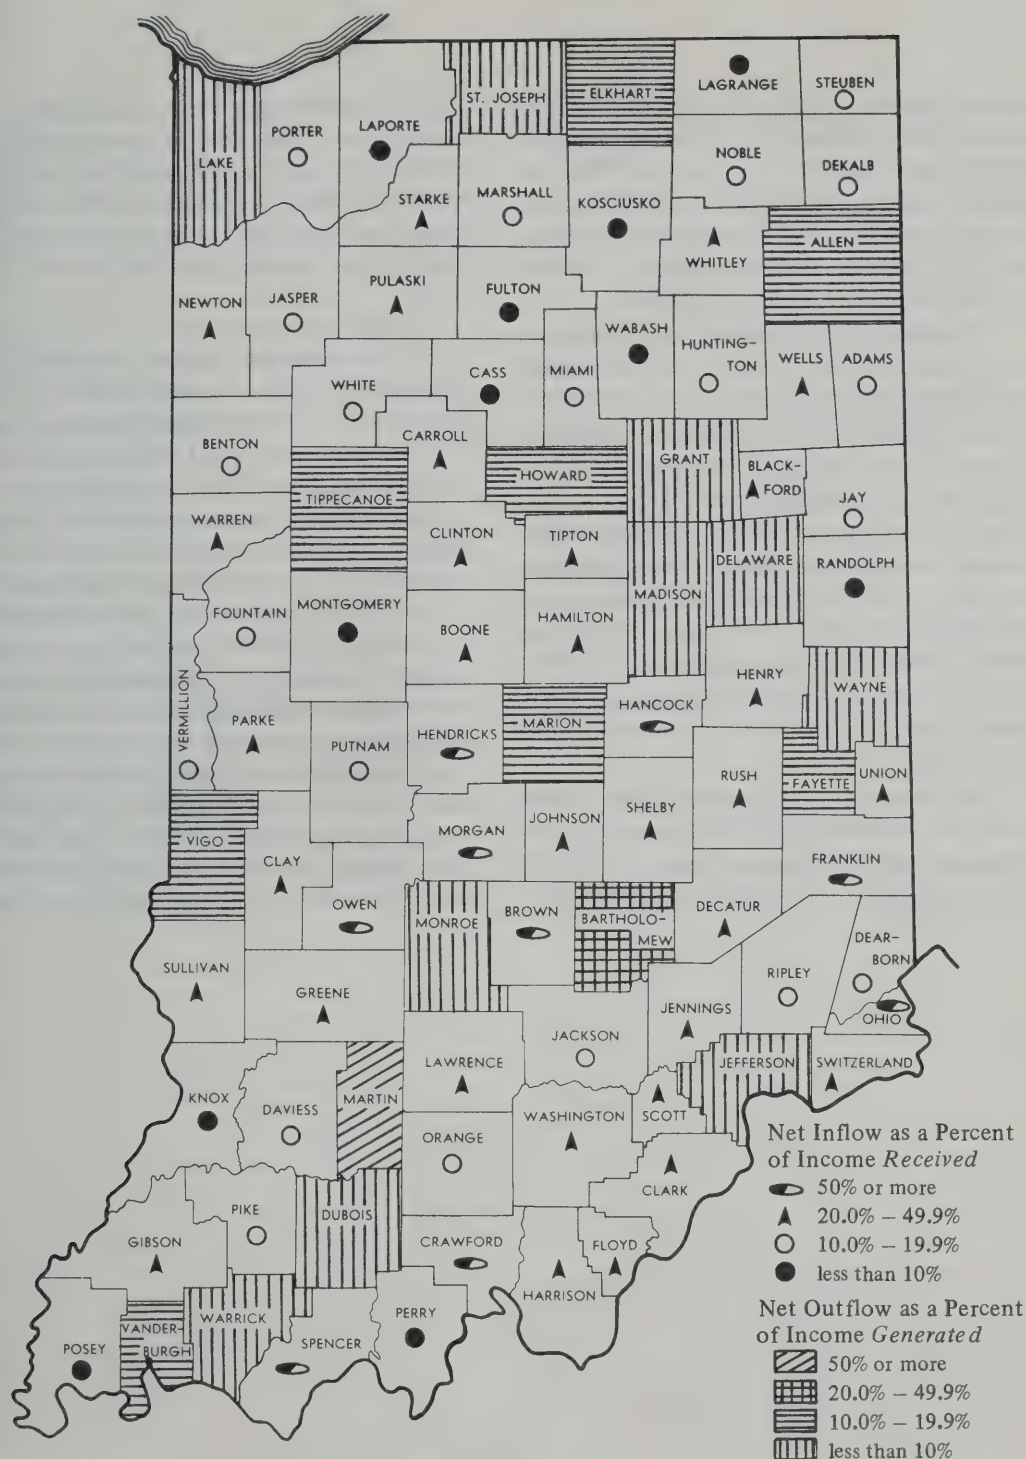 LAGRANGE
STEUBEN
ST. JOSEPH
ELKHART
PORTER
LAPORTE
LAKE
NOBLE
DEKALB
STARKE
MARSHALL
KOSCIUSKO
ALLEN
WHITLEY
NEWTON
JASPER
PULASKI
FULTON
WABASH
HUNTING-
TON
WELLS
ADAMS
WHITE
CASS
MIAMI
BENTON
CARROLL
GRANT
BLACK-
FORD
TIPPECANOE
HOWARD
JAY
WARREN
CLINTON
TIPTON
DELAWARE
RANDOLPH
MADISON
FOUNTAIN
MONTGOMERY
BOONE
HAMILTON
HENRY
WAYNE
VERMILLION
PARKE
PUTNAM
HENDRICKS
MARION
HANCOCK
RUSH
FAYETTE
UNION
VIGO
CLAY
MORGAN
JOHNSON
SHELBY
FRANKLIN
OWEN
MONROE
BROWN
BARTHOLO-
MEW
DECATUR
DEAR-
BORN
SULLIVAN
GREENE
RIPLEY
OHIO
JENNINGS
JACKSON
LAWRENCE
JEFFERSON
SWITZERLAND
KNOX
DAVIESS
MARTIN
ORANGE
WASHINGTON
SCOTT
CLARK
GIBSON
PIKE
DUBOIS
CRAWFORD
HARRISON
FLOYD
POSEY
VANDER-
BURGH
WARRICK
SPENCER
PERRY
Net Inflow as a Percent
of Income Received
50% or more
20.0% – 49.9%
10.0% – 19.9%
less than 10%
Net Outflow as a Percent
of Income Generated
50% or more
20.0% – 49.9%
10.0% – 19.9%
less than 10%